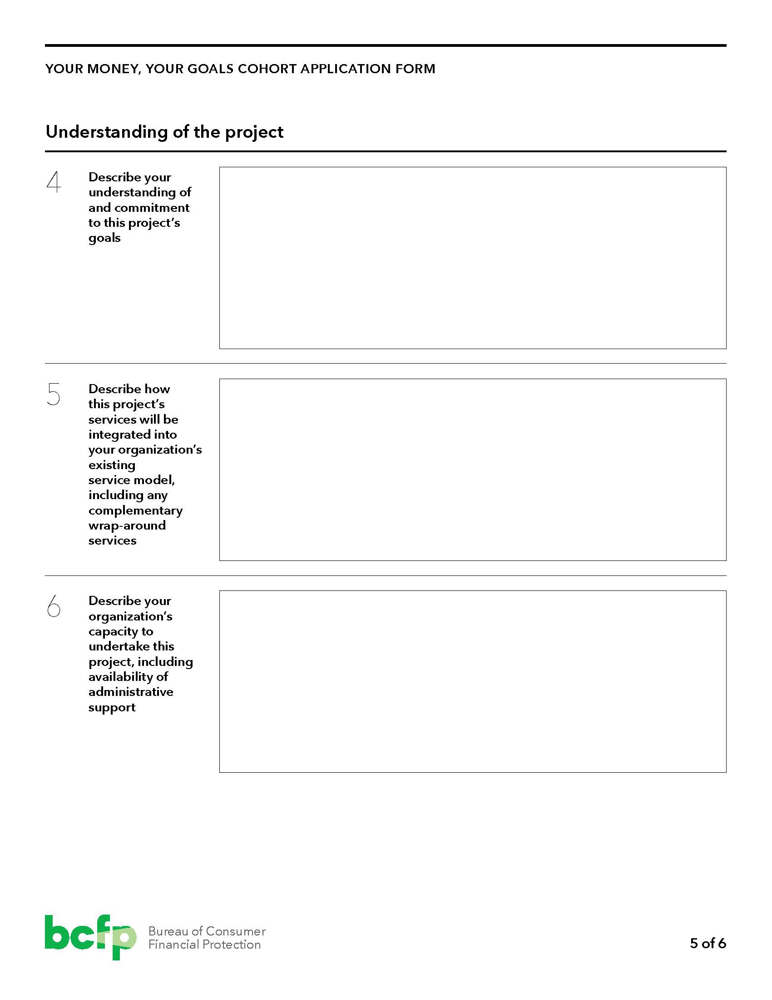 YOUR MONEY, YOUR GOALS COHORT APPLICATION FORM
Understanding of the project
4
Describe your
understanding of
and commitment
to this project’s
goals
5
Describe how
this project’s
services will be
integrated into
your organization’s
existing
service model,
including any
complementary
wrap-around
services
6
Describe your
organization’s
capacity to
undertake this
project, including
availability of
administrative
support
bcfp
Bureau of Consumer
Financial Protection
5 of 6